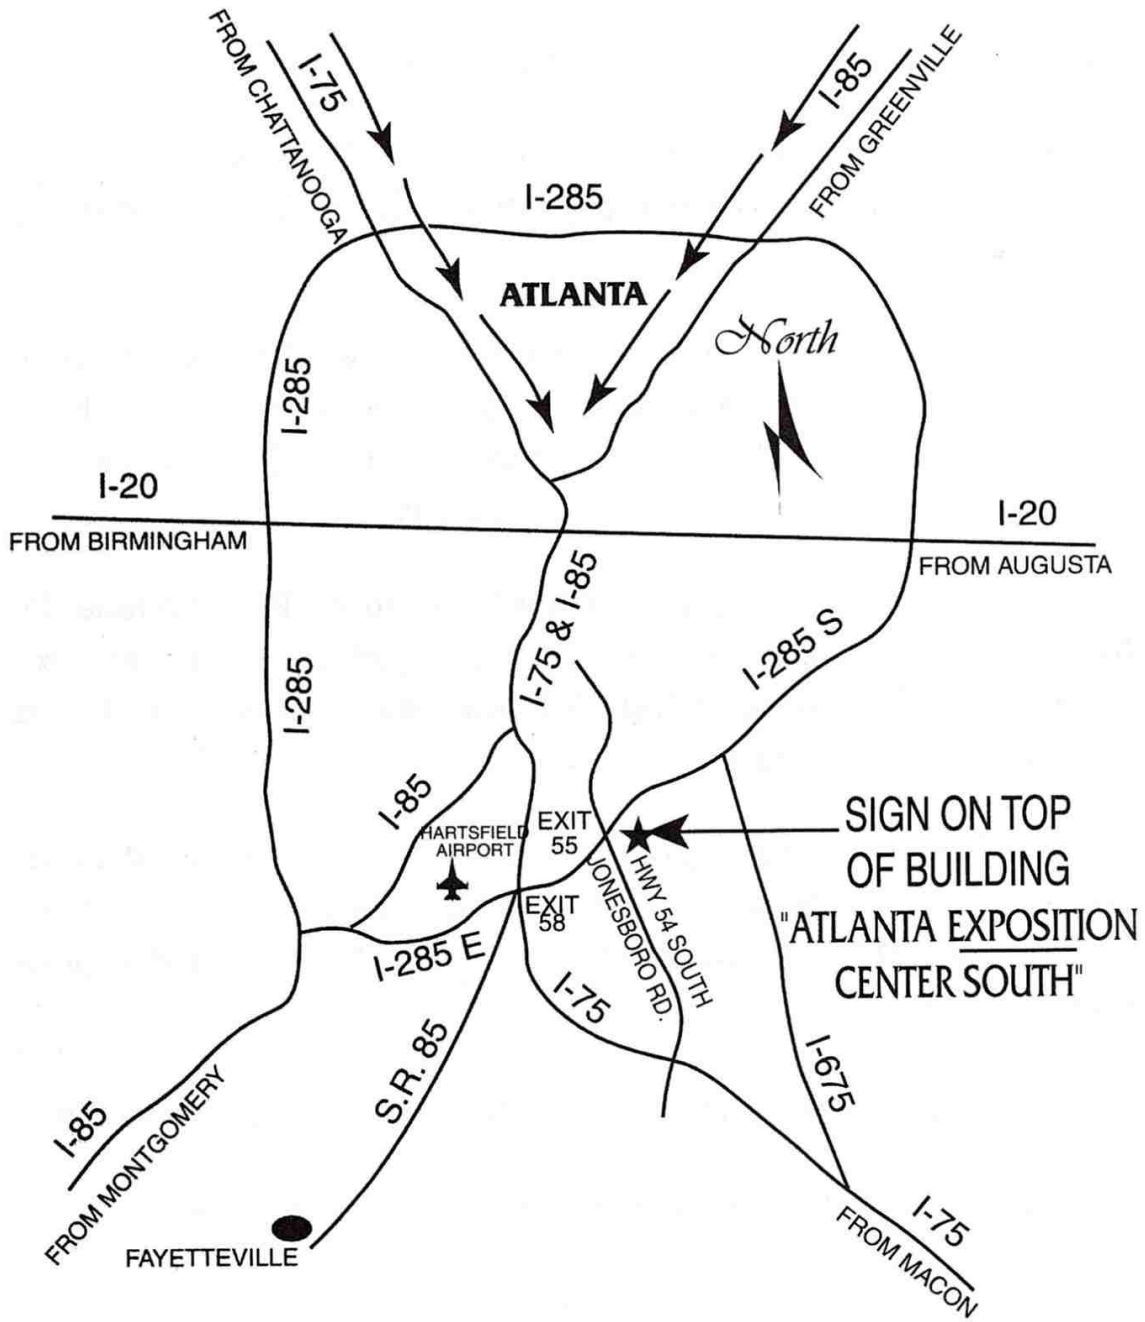 FROM CHATTANOOGA
I-75
I-85
FROM GREENVILLE
I-285
ATLANTA
North
I-285
I-20
FROM BIRMINGHAM
I-20
FROM AUGUSTA
I-75 & I-85
I-285 S
I-285
I-85
HARTSFIELD
AIRPORT
EXIT
55
SIGN ON TOP
OF BUILDING
"ATLANTA EXPOSITION
CENTER SOUTH"
EXIT
58
JONESBORO RD.
HWY 54 SOUTH
I-285 E
I-75
S.R. 85
I-675
I-85
FROM MONTGOMERY
FAYETTEVILLE
I-75
FROM MACON